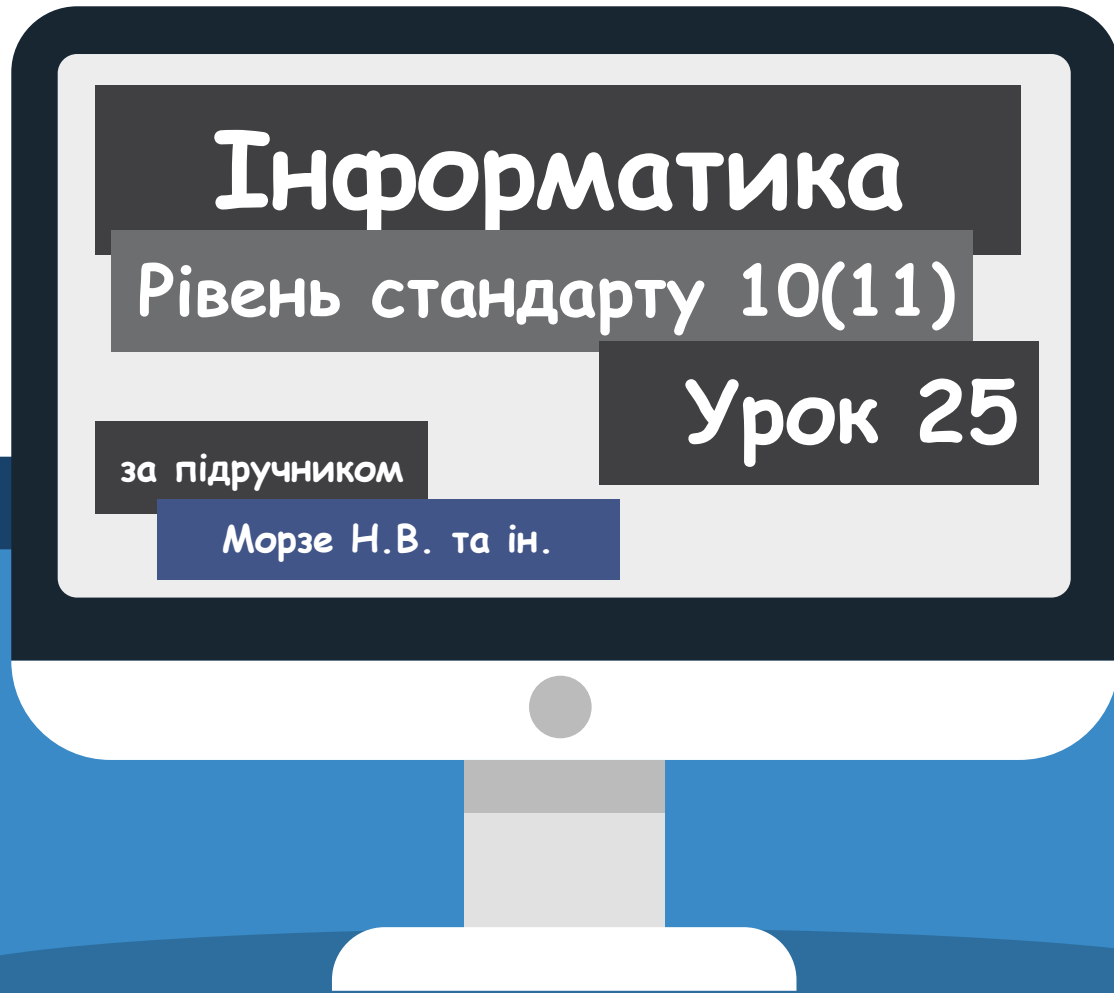 Інформатика
Рівень стандарту 10(11)
Урок 25
за підручником
Морзе Н.В. та ін.